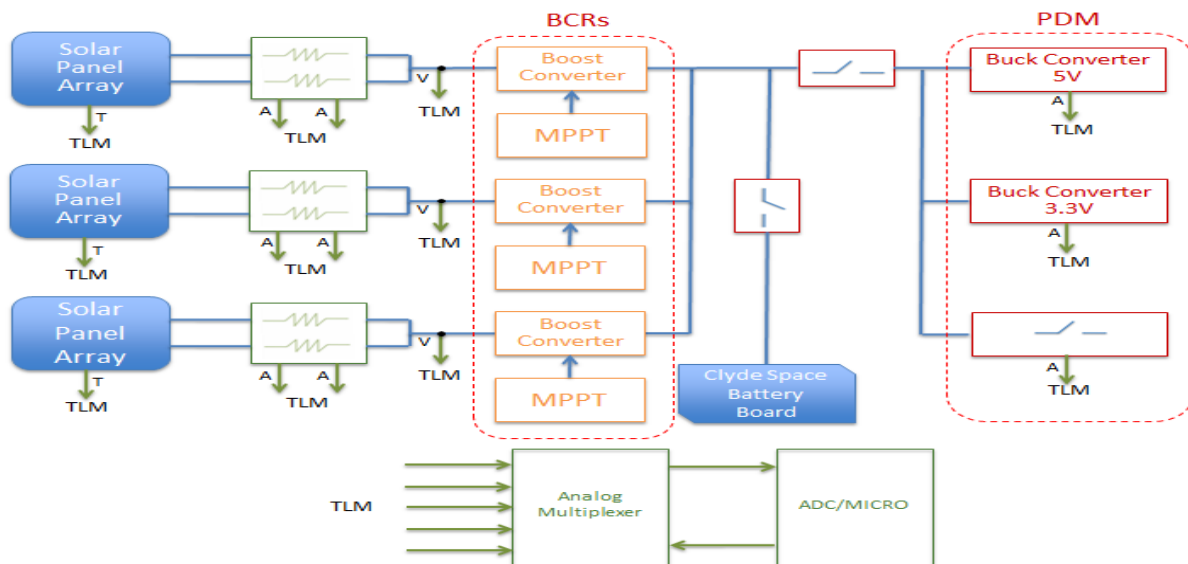 BCRs
PDM
Solar
Panel
Array
T
TLM
A
A
TLM
V
TLM
Boost
Converter
MPPT
Buck Converter
5V
A
TLM
Solar
Panel
Array
T
TLM
A
A
TLM
V
TLM
Boost
Converter
MPPT
Buck Converter
3.3V
A
TLM
Solar
Panel
Array
T
TLM
A
A
TLM
V
TLM
Boost
Converter
MPPT
Clyde Space
Battery
Board
A
TLM
TLM
Analog
Multiplexer
ADC/MICRO